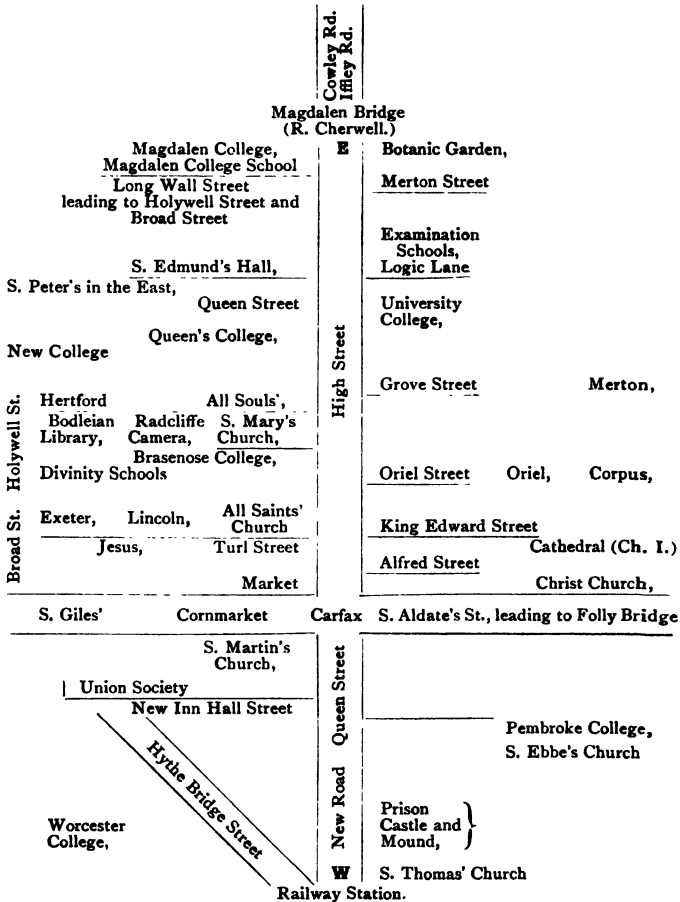 Cowley Rd.
Iffley Rd.
Magdalen Bridge
(R. Cherwell.)
E
Magdalen College,
Magdalen College School
Long Wall Street
leading to Holywell Street and
Broad Street
S. Edmund's Hall,
S. Peter's in the East,
Queen Street
Queen's College,
New College
Holywell St.
Hertford All Souls',
Bodleian Radcliffe S. Mary's
Library, Camera, Church,
Brasenose College,
Divinity Schools
Broad St.
Exeter, Lincoln, All Saints'
Church
Jesus, Turl Street
Market
High Street
Botanic Garden,
Merton Street
Examination
Schools,
Logic Lane
University
College,
Grove Street Merton,
Oriel Street Oriel, Corpus,
King Edward Street
Cathedral (Ch. I.)
Alfred Street
Christ Church,
S. Giles' Cornmarket Carfax S. Aldate's St., leading to Folly Bridge
S. Martin's
Church,
Union Society
New Inn Hall Street
Hythe Bridge Street
Worcester
College,
Queen Street
New Road
W
Pembroke College,
S. Ebbe's Church
Prison
Castle and
Mound,
S. Thomas' Church
Railway Station.